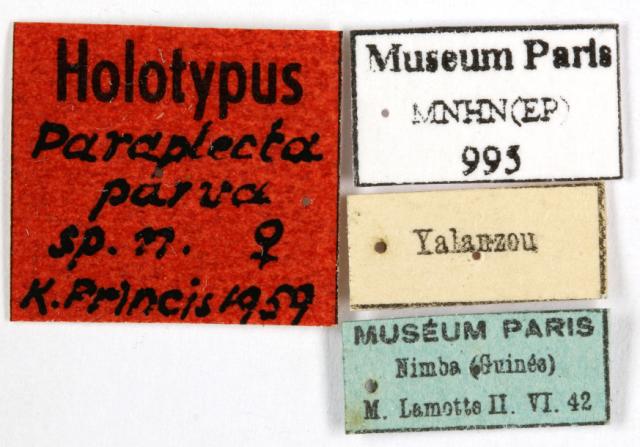 Holotypus
Paraplecta
parva
sp. n. ♀
K. Princis 1959
Museum Paris
MNHN(EP)
995
Yalanzou
MUSÉUM PARIS
Nimba (Guinée)
M. Lamotte II. VI. 42